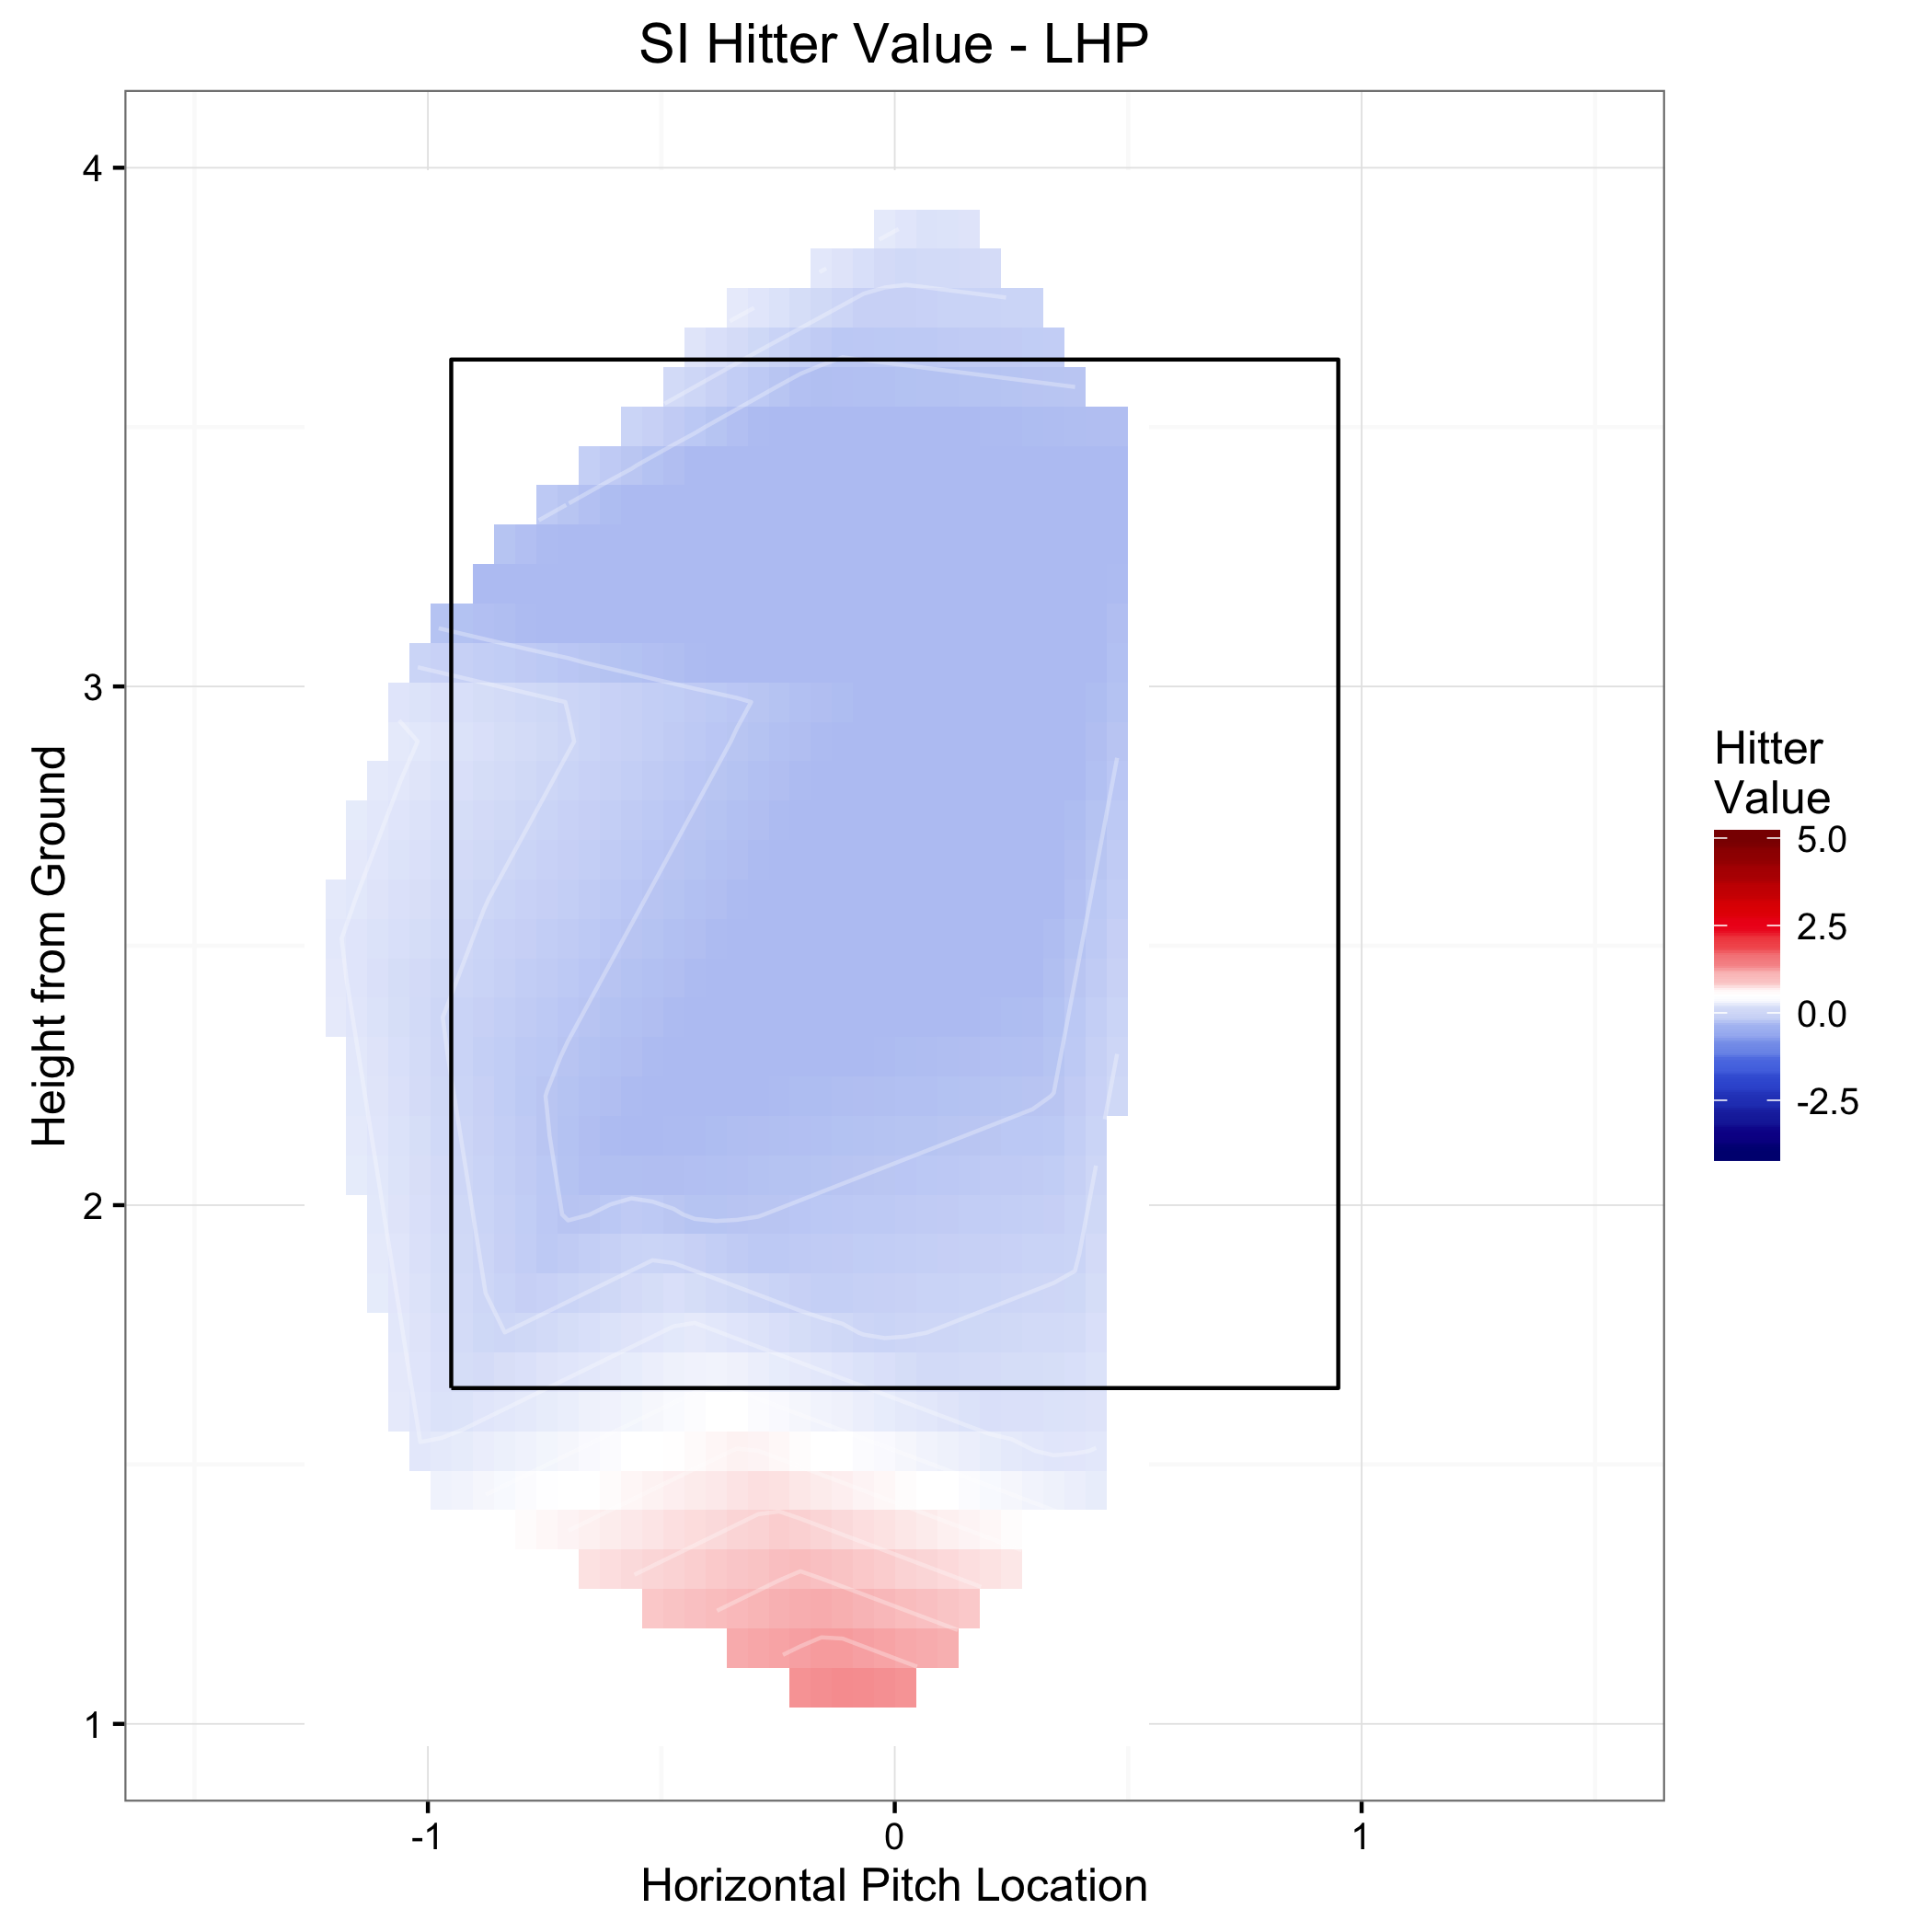 SI Hitter Value - LHP
4
3
2
1
Height from Ground
-1
0
1
Horizontal Pitch Location
Hitter
Value
5.0
2.5
0.0
-2.5